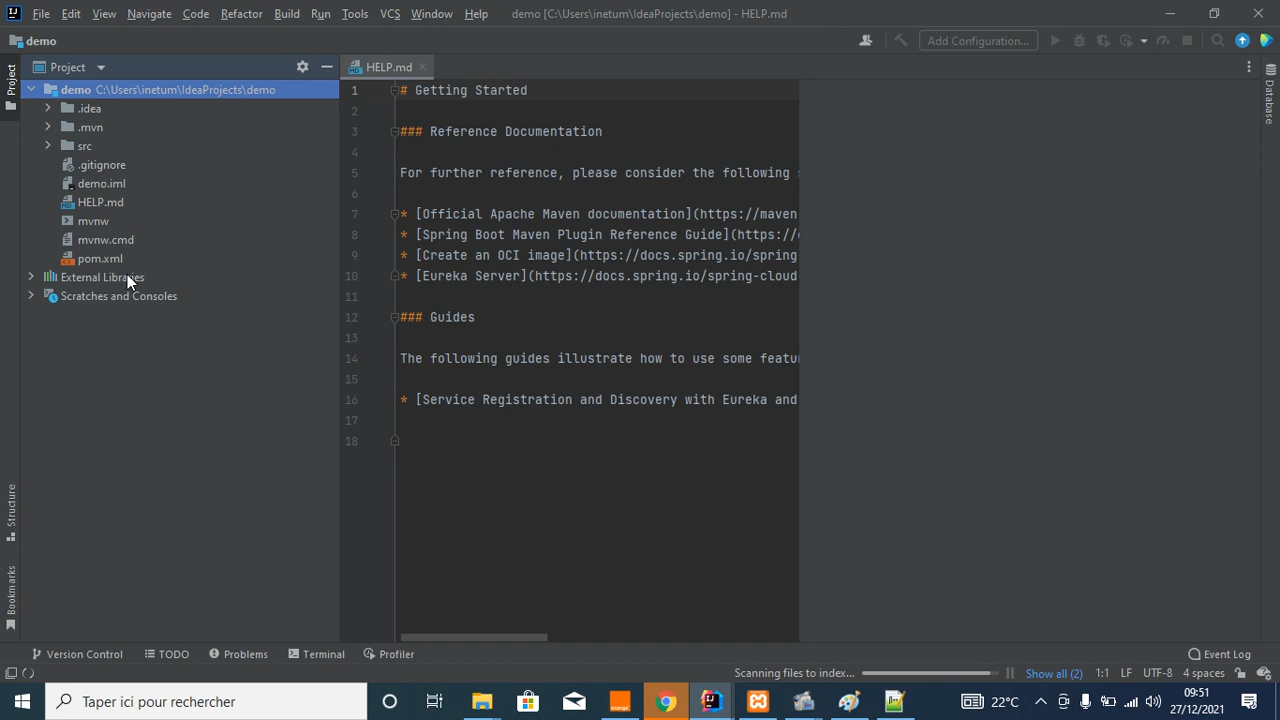 File Edit View Navigate Code Refactor Build Run Tools VCS Window Help demo [C:\Users\inetum\IdeaProjects\demo] - HELP.md
demo
Add Configuration...
Project
HELP.md
demo C:\Users\inetum\IdeaProjects\demo
.idea
.mvn
src
.gitignore
demo.iml
HELP.md
mvnw
mvnw.cmd
pom.xml
External Libraries
Scratches and Consoles
1 # Getting Started
2
3 ### Reference Documentation
4
5 For further reference, please consider the following
6
7 * [Official Apache Maven documentation](https://maven
8 * [Spring Boot Maven Plugin Reference Guide](https://
9 * [Create an OCI image](https://docs.spring.io/spring
10 * [Eureka Server](https://docs.spring.io/spring-cloud
11
12 ### Guides
13
14 The following guides illustrate how to use some featu
15
16 * [Service Registration and Discovery with Eureka and
17
18
Project
Structure
Bookmarks
Database
Version Control TODO Problems Terminal Profiler Event Log
Scanning files to index... Show all (2) 1:1 LF UTF-8 4 spaces
Taper ici pour rechercher
22°C
09:51
27/12/2021